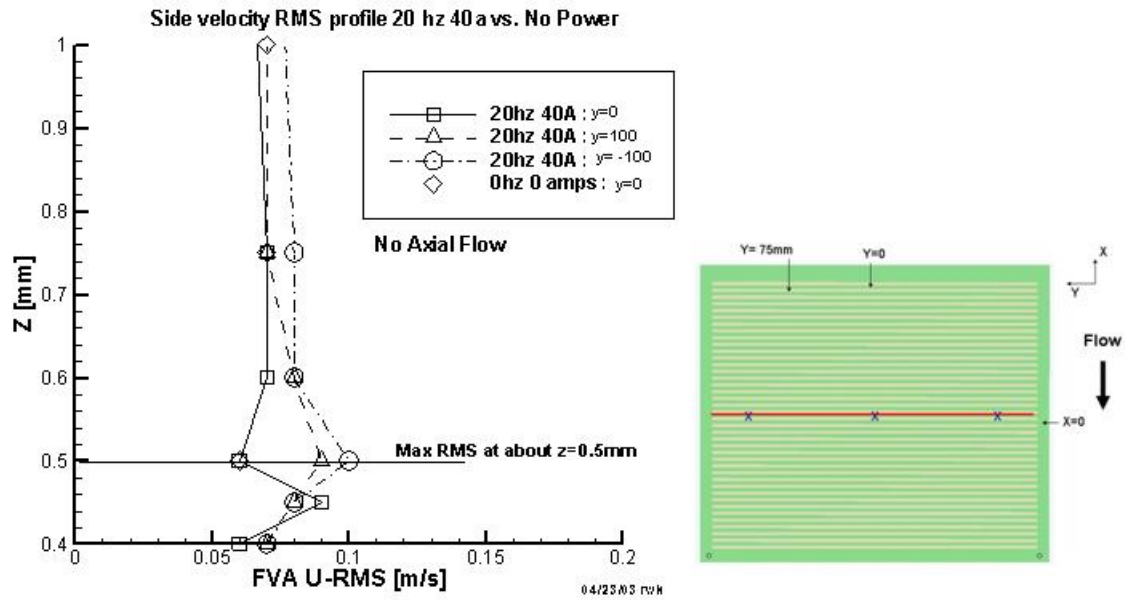 Side velocity RMS profile 20 hz 40a vs. No Power
1
0.9
0.8
0.7
0.6
0.5
0.4
Z [mm]
20hz 40A : y=0
20hz 40A : y=100
20hz 40A : y= -100
0hz 0 amps : y=0
No Axial Flow
Max RMS at about z=0.5mm
0
0.05
0.1
0.15
0.2
FVA U-RMS [m/s]
04/23/03 rwh
Y= 75mm
Y=0
X
Y
Flow
X=0
X X X